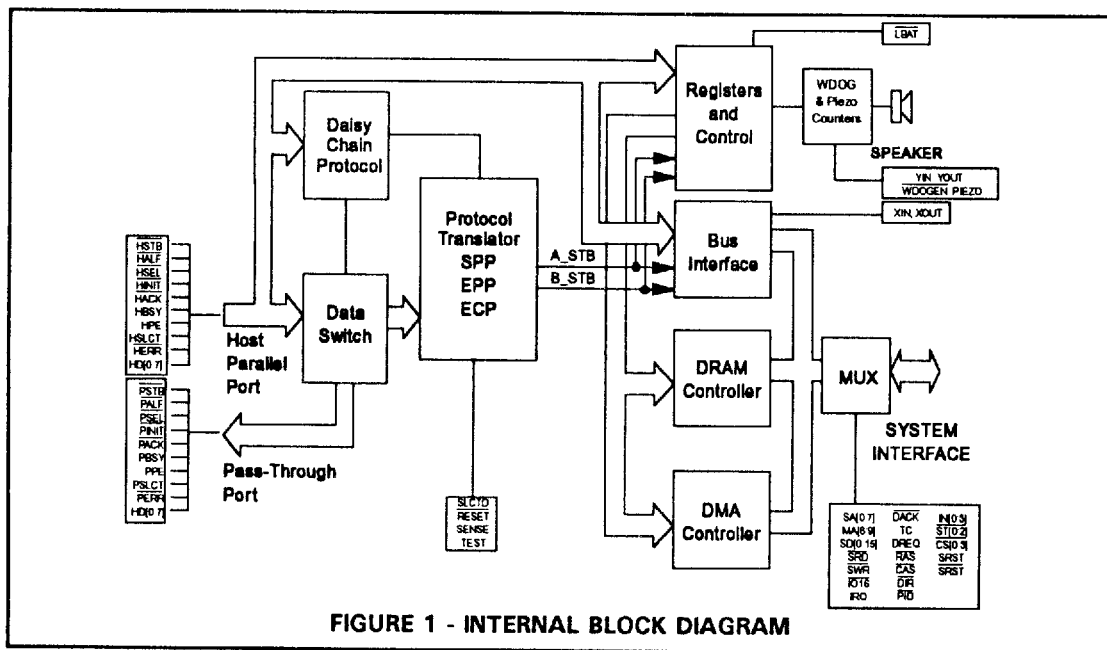 LBAT
Registers
and
Control
WDOG
& Piezo
Counters
SPEAKER
YIN YOUT
WDOGEN PIEZO
XIN, XOUT
Daisy
Chain
Protocol
Protocol
Translator
SPP
EPP
ECP
A_STB
B_STB
Bus
Interface
HSTB
HALF
HSEL
HINIT
HACK
HBSY
HPE
HSLCT
HERR
HD[0 7]
Host
Parallel
Port
Data
Switch
DRAM
Controller
MUX
SYSTEM
INTERFACE
PSTB
PALF
PSEL
PINIT
PACK
PBSY
PPE
PSLCT
PERR
HD[0 7]
Pass-Through
Port
SLCTD
RESET
SENSE
TEST
DMA
Controller
SA[0 7] DACK IN[0 3]
MA[8 9] TC ST[0:2]
SD[0 15] DREQ CS[0 3]
SRD RAS SRST
SWR CAS SRST
IO16 DIR
IRQ PID
FIGURE 1 - INTERNAL BLOCK DIAGRAM